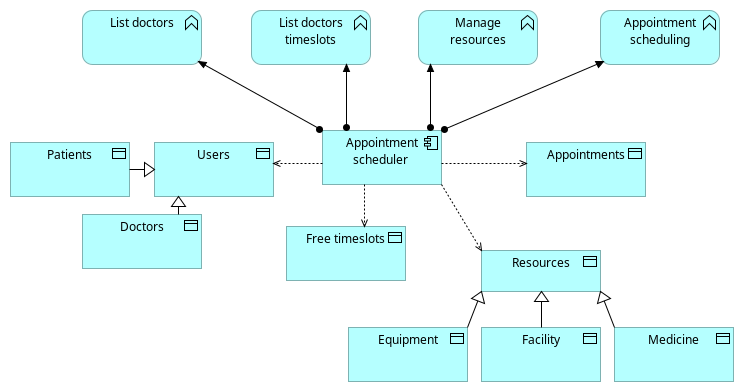 List doctors
List doctors
timeslots
Manage
resources
Appointment
scheduling
Appointment
scheduler
Patients
Users
Appointments
Doctors
Free timeslots
Resources
Equipment
Facility
Medicine